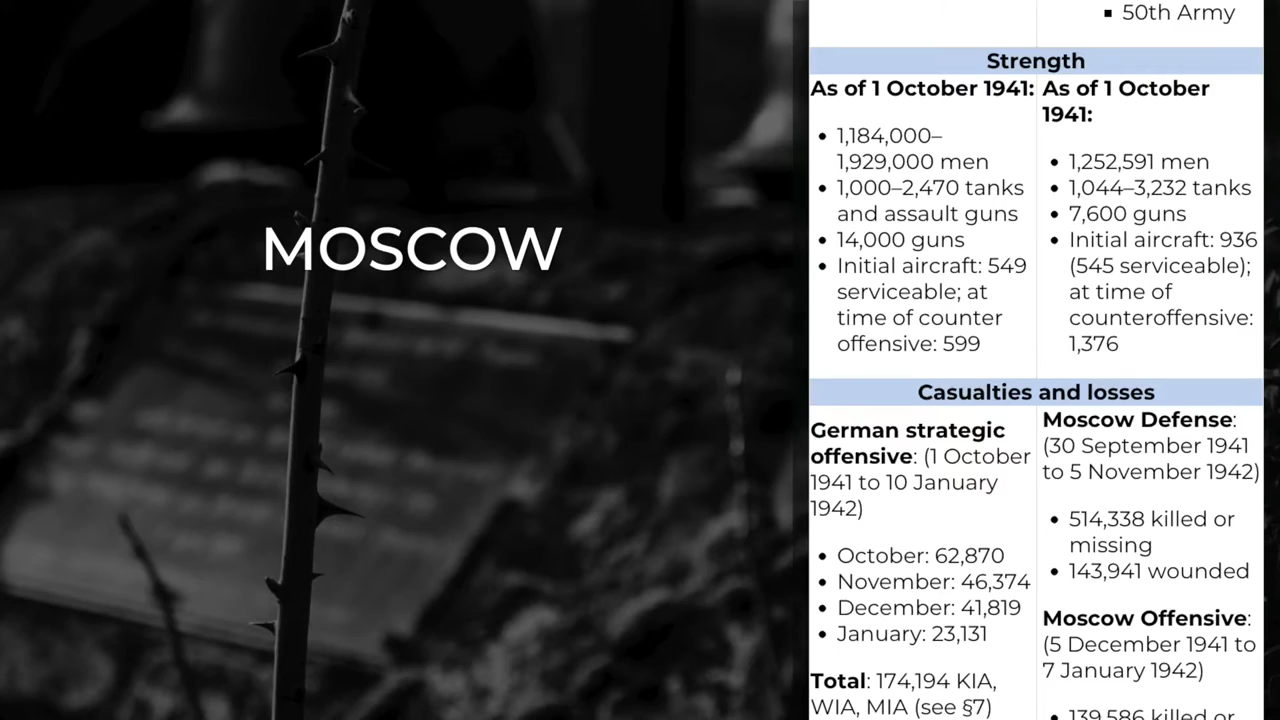 MOSCOW
50th Army
Strength
As of 1 October 1941:
1,184,000–
1,929,000 men
1,000–2,470 tanks
and assault guns
14,000 guns
Initial aircraft: 549
serviceable; at
time of counter
offensive: 599
As of 1 October
1941:
1,252,591 men
1,044–3,232 tanks
7,600 guns
Initial aircraft: 936
(545 serviceable);
at time of
counteroffensive:
1,376
Casualties and losses
German strategic
offensive: (1 October
1941 to 10 January
1942)
October: 62,870
November: 46,374
December: 41,819
January: 23,131
Total: 174,194 KIA,
WIA, MIA (see §7)
Moscow Defense:
(30 September 1941
to 5 November 1942)
514,338 killed or
missing
143,941 wounded
Moscow Offensive:
(5 December 1941 to
7 January 1942)
139,586 killed or